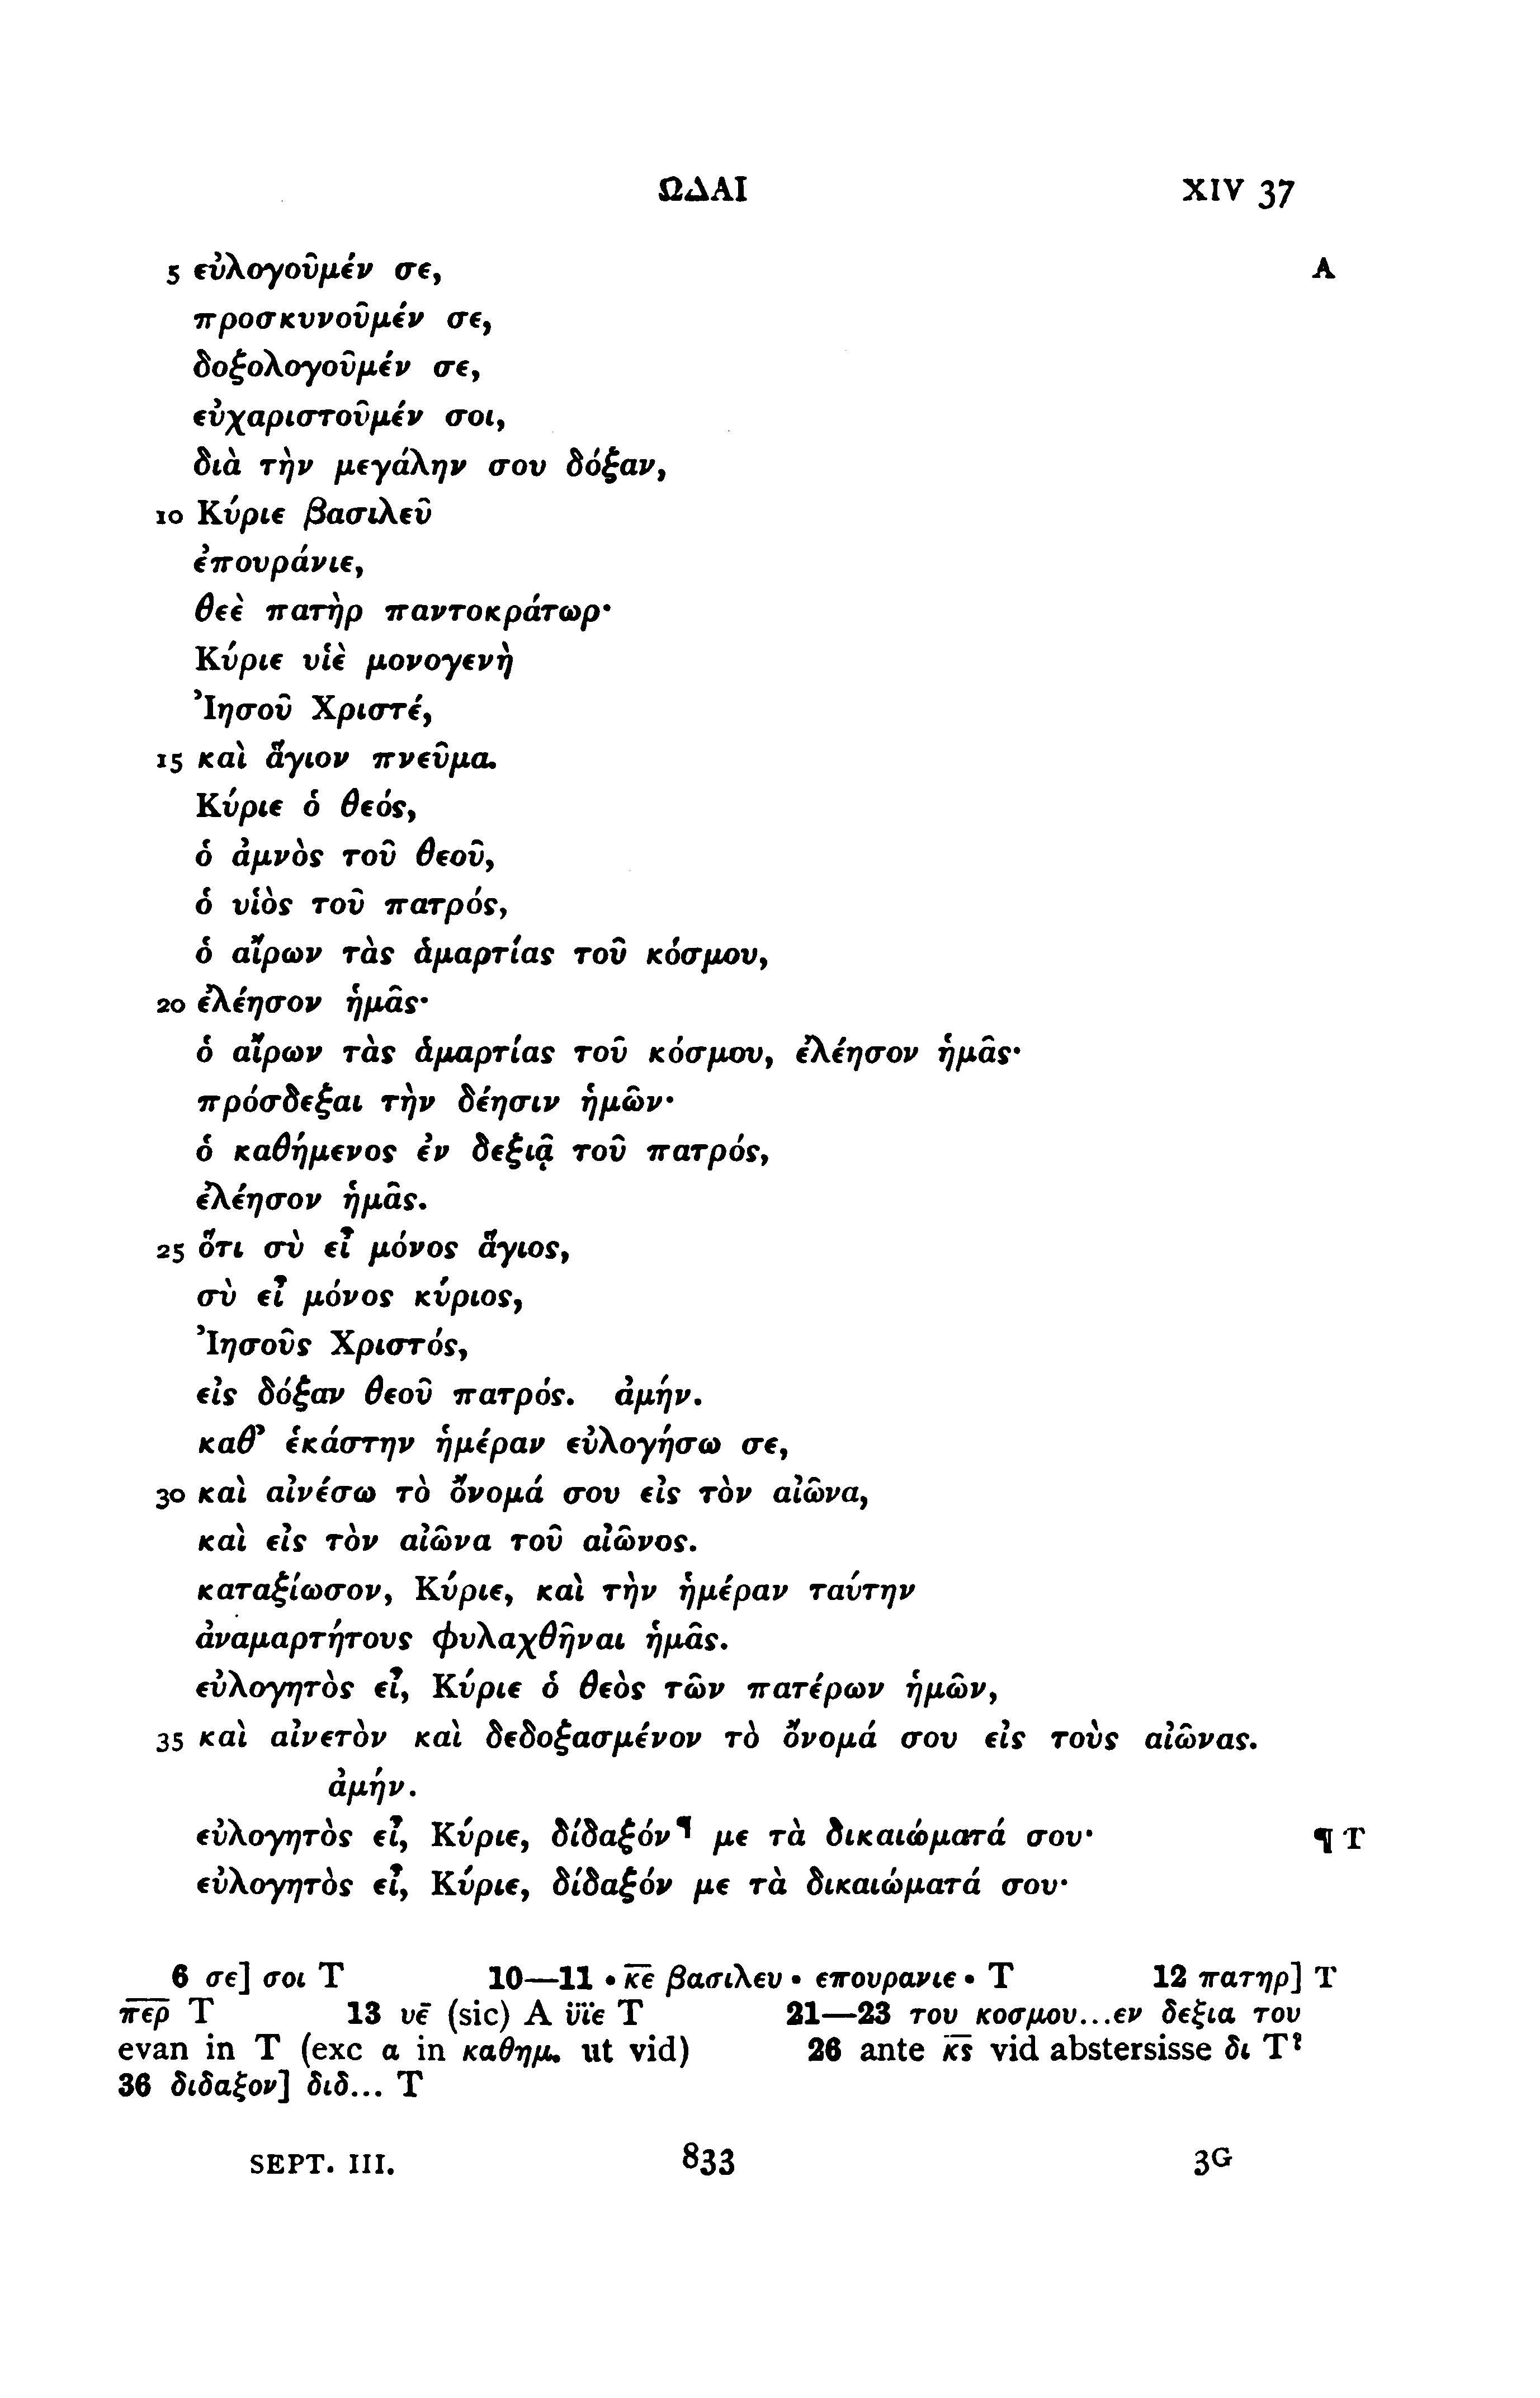 ΩΔΑΙ XIV 37
5 εὐλογοῦμέν σε, A
προσκυνοῦμέν σε,
δοξολογοῦμέν σε,
εὐχαριστοῦμέν σοι,
διὰ τὴν μεγάλην σου δόξαν,
10 Κύριε βασιλεῦ
ἐπουράνιε,
θεὲ πατὴρ παντοκράτωρ·
Κύριε υἱὲ μονογενὴ
Ἰησοῦ Χριστέ,
15 καὶ ἅγιον πνεῦμα.
Κύριε ὁ θεός,
ὁ ἀμνὸς τοῦ θεοῦ,
ὁ υἱὸς τοῦ πατρός,
ὁ αἴρων τὰς ἁμαρτίας τοῦ κόσμου,
20 ἐλέησον ἡμᾶς·
ὁ αἴρων τὰς ἁμαρτίας τοῦ κόσμου, ἐλέησον ἡμᾶς·
πρόσδεξαι τὴν δέησιν ἡμῶν·
ὁ καθήμενος ἐν δεξιᾷ τοῦ πατρός,
ἐλέησον ἡμᾶς.
25 ὅτι σὺ εἶ μόνος ἅγιος,
σὺ εἶ μόνος κύριος,
Ἰησοῦς Χριστός,
εἰς δόξαν θεοῦ πατρός. ἀμήν.
καθ’ ἑκάστην ἡμέραν εὐλογήσω σε,
30 καὶ αἰνέσω τὸ ὄνομά σου εἰς τὸν αἰῶνα,
καὶ εἰς τὸν αἰῶνα τοῦ αἰῶνος.
καταξίωσον, Κύριε, καὶ τὴν ἡμέραν ταύτην
ἀναμαρτήτους φυλαχθῆναι ἡμᾶς.
εὐλογητὸς εἶ, Κύριε ὁ θεὸς τῶν πατέρων ἡμῶν,
35 καὶ αἰνετὸν καὶ δεδοξασμένον τὸ ὄνομά σου εἰς τοὺς αἰῶνας.
ἀμήν.
εὐλογητὸς εἶ, Κύριε, δίδαξόν¶ με τὰ δικαιώματά σου· ¶ T
εὐλογητὸς εἶ, Κύριε, δίδαξόν με τὰ δικαιώματά σου·
6 σε] σοι T 10—11 • κ̅ε̅ βασιλευ • επουρανιε • T 12 πατηρ] T
π̅ε̅ρ̅ T 13 υε̅ (sic) A ϋϊε T 21—23 του κοσμου...εν δεξια του
evan in T (exc α in καθημ. ut vid) 26 ante κ̅ς̅ vid abstersisse δι T?
36 διδαξον] διδ... T
SEPT. III. 833 3G